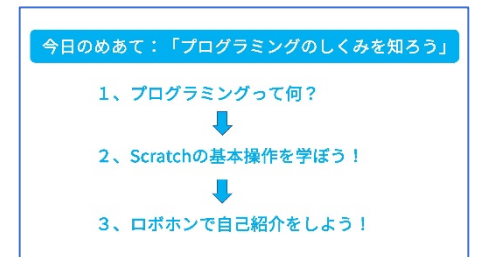 今日のめあて：「プログラミングのしくみを知ろう」
１、プログラミングって何？
２、Scratchの基本操作を学ぼう！
３、ロボホンで自己紹介をしよう！